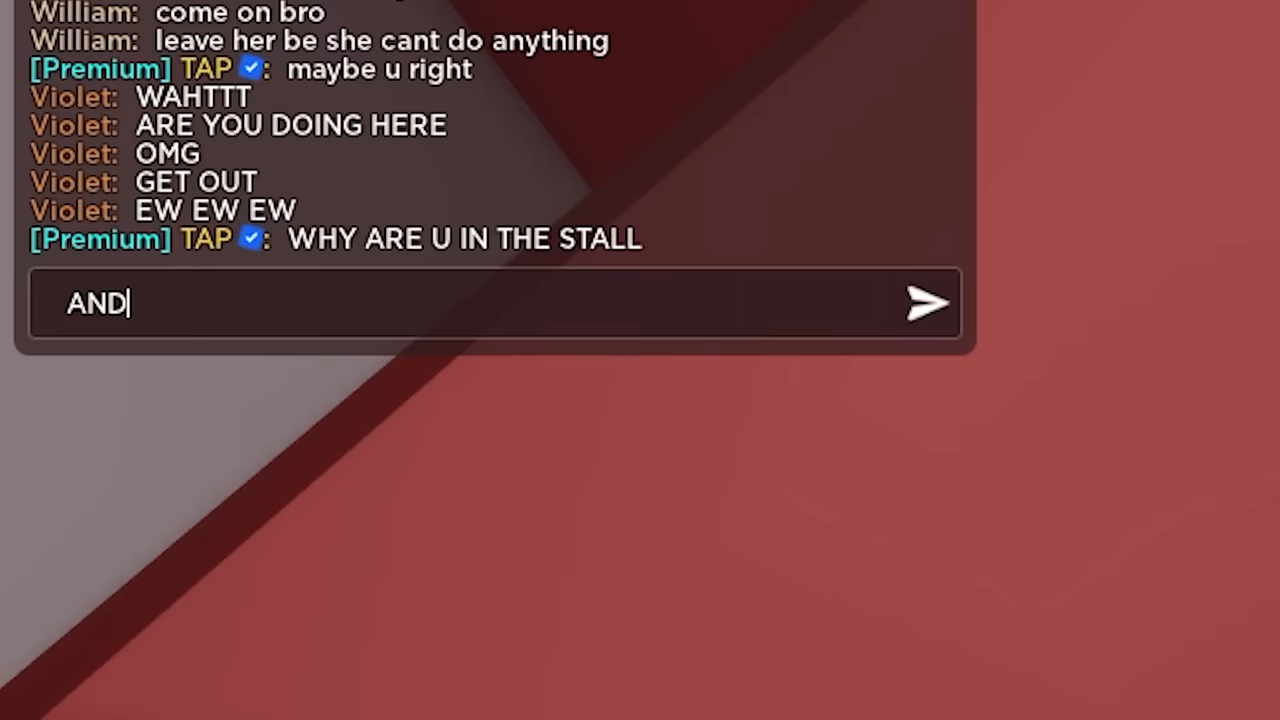 William: come on bro
William: leave her be she cant do anything
[Premium] TAP: maybe u right
Violet: WAHTTT
Violet: ARE YOU DOING HERE
Violet: OMG
Violet: GET OUT
Violet: EW EW EW
[Premium] TAP: WHY ARE U IN THE STALL
AND